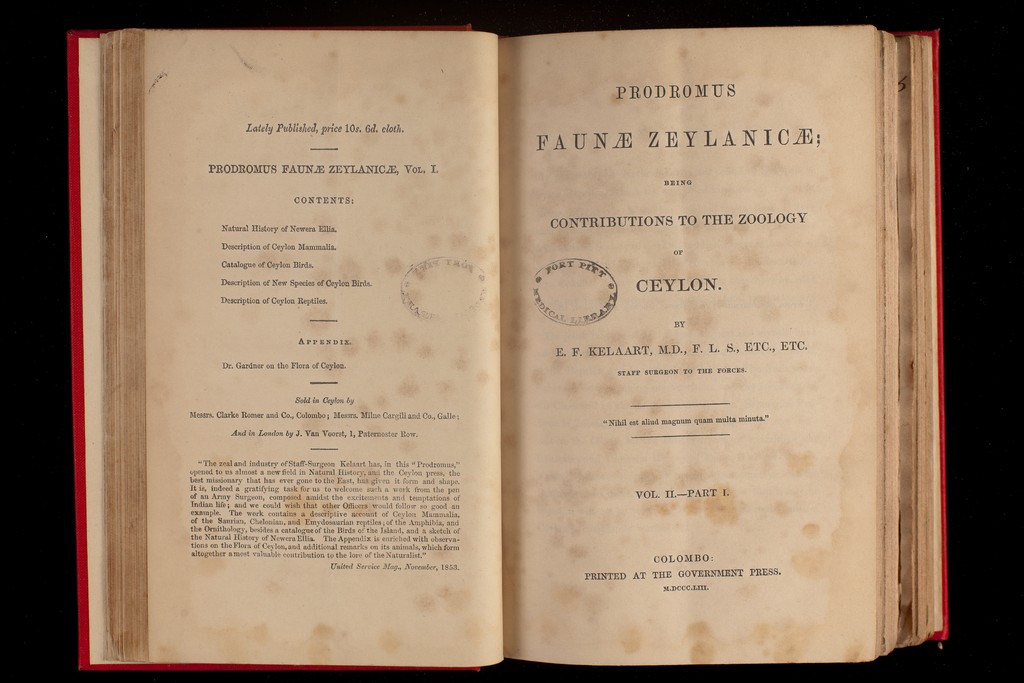 Lately Published, price 10s. 6d. cloth.
PRODROMUS FAUNÆ ZEYLANICÆ, VOL. I.
CONTENTS:
Natural History of Newera Ellia.
Description of Ceylon Mammalia.
Catalogue of Ceylon Birds.
Description of New Species of Ceylon Birds.
Description of Ceylon Reptiles.
APPENDIX.
Dr. Gardner on the Flora of Ceylon.
Sold in Ceylon by
Messrs. Clarke Romer and Co., Colombo; Messrs. Milne Cargill and Co., Galle;
And in London by J. Van Voorst, 1, Paternoster Row.
"The zeal and industry of Staff-Surgeon Kelaart has, in this "Prodromus,"
opened to us almost a new field in Natural History, and the Ceylon press, the
best missionary that has ever gone to the East, has given it form and shape.
It is, indeed a gratifying task for us to welcome such a work from the pen
of an Army Surgeon, composed amidst the excitements and temptations of
Indian life; and we could wish that other Officers would follow so good an
example. The work contains a descriptive account of Ceylon Mammalia,
of the Saurian, Chelonian, and Emydosaurian reptiles; of the Amphibia, and
the Ornithology, besides a catalogue of the Birds of the Island, and a sketch of
the Natural History of Newera Ellia. The Appendix is enriched with observa-
tions on the Flora of Ceylon, and additional remarks on its animals, which form
altogether a most valuable contribution to the lore of the Naturalist."
United Service Mag., November, 1853.
PRODROMUS
FAUNÆ ZEYLANICÆ;
BEING
CONTRIBUTIONS TO THE ZOOLOGY
OF
CEYLON.
FORT PITT
MEDICAL LIBRARY
BY
E. F. KELAART, M.D., F. L. S., ETC., ETC.
STAFF SURGEON TO THE FORCES.
"Nihil est aliud magnum quam multa minuta."
VOL. II.—PART I.
COLOMBO:
PRINTED AT THE GOVERNMENT PRESS.
M.DCCC.LIII.